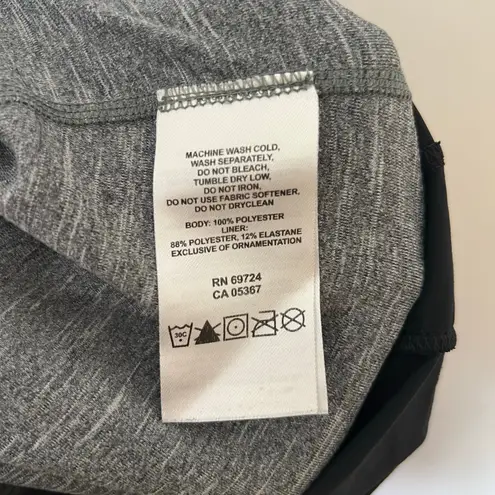 MACHINE WASH COLD,
WASH SEPARATELY,
DO NOT BLEACH,
TUMBLE DRY LOW,
DO NOT IRON,
DO NOT USE FABRIC SOFTENER,
DO NOT DRYCLEAN
BODY: 100% POLYESTER
LINER:
88% POLYESTER, 12% ELASTANE
EXCLUSIVE OF ORNAMENTATION
RN 69724
CA 05367
30C